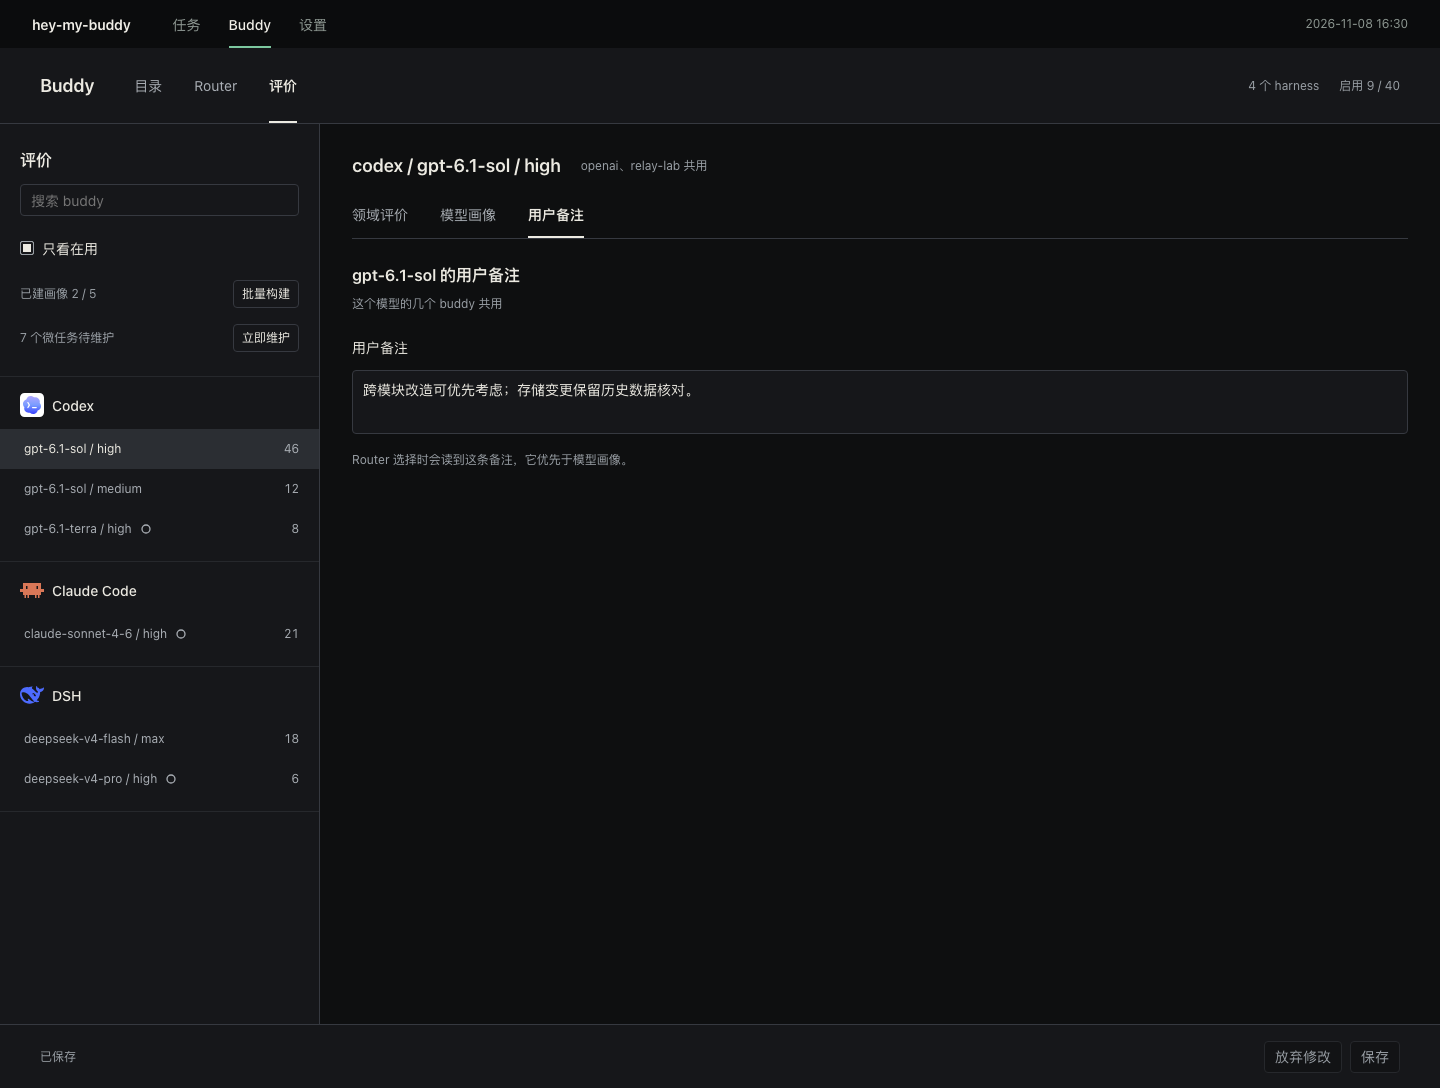 hey-my-buddy 任务 Buddy 设置 2026-11-08 16:30
Buddy 目录 Router 评价 4 个 harness 启用 9 / 40
评价
搜索 buddy
只看在用
已建画像 2 / 5 批量构建
7 个微任务待维护 立即维护
Codex
gpt-6.1-sol / high 46
gpt-6.1-sol / medium 12
gpt-6.1-terra / high 8
Claude Code
claude-sonnet-4-6 / high 21
DSH
deepseek-v4-flash / max 18
deepseek-v4-pro / high 6
codex / gpt-6.1-sol / high openai、relay-lab 共用
领域评价 模型画像 用户备注
gpt-6.1-sol 的用户备注
这个模型的几个 buddy 共用
用户备注
跨模块改造可优先考虑；存储变更保留历史数据核对。
Router 选择时会读到这条备注，它优先于模型画像。
已保存 放弃修改 保存